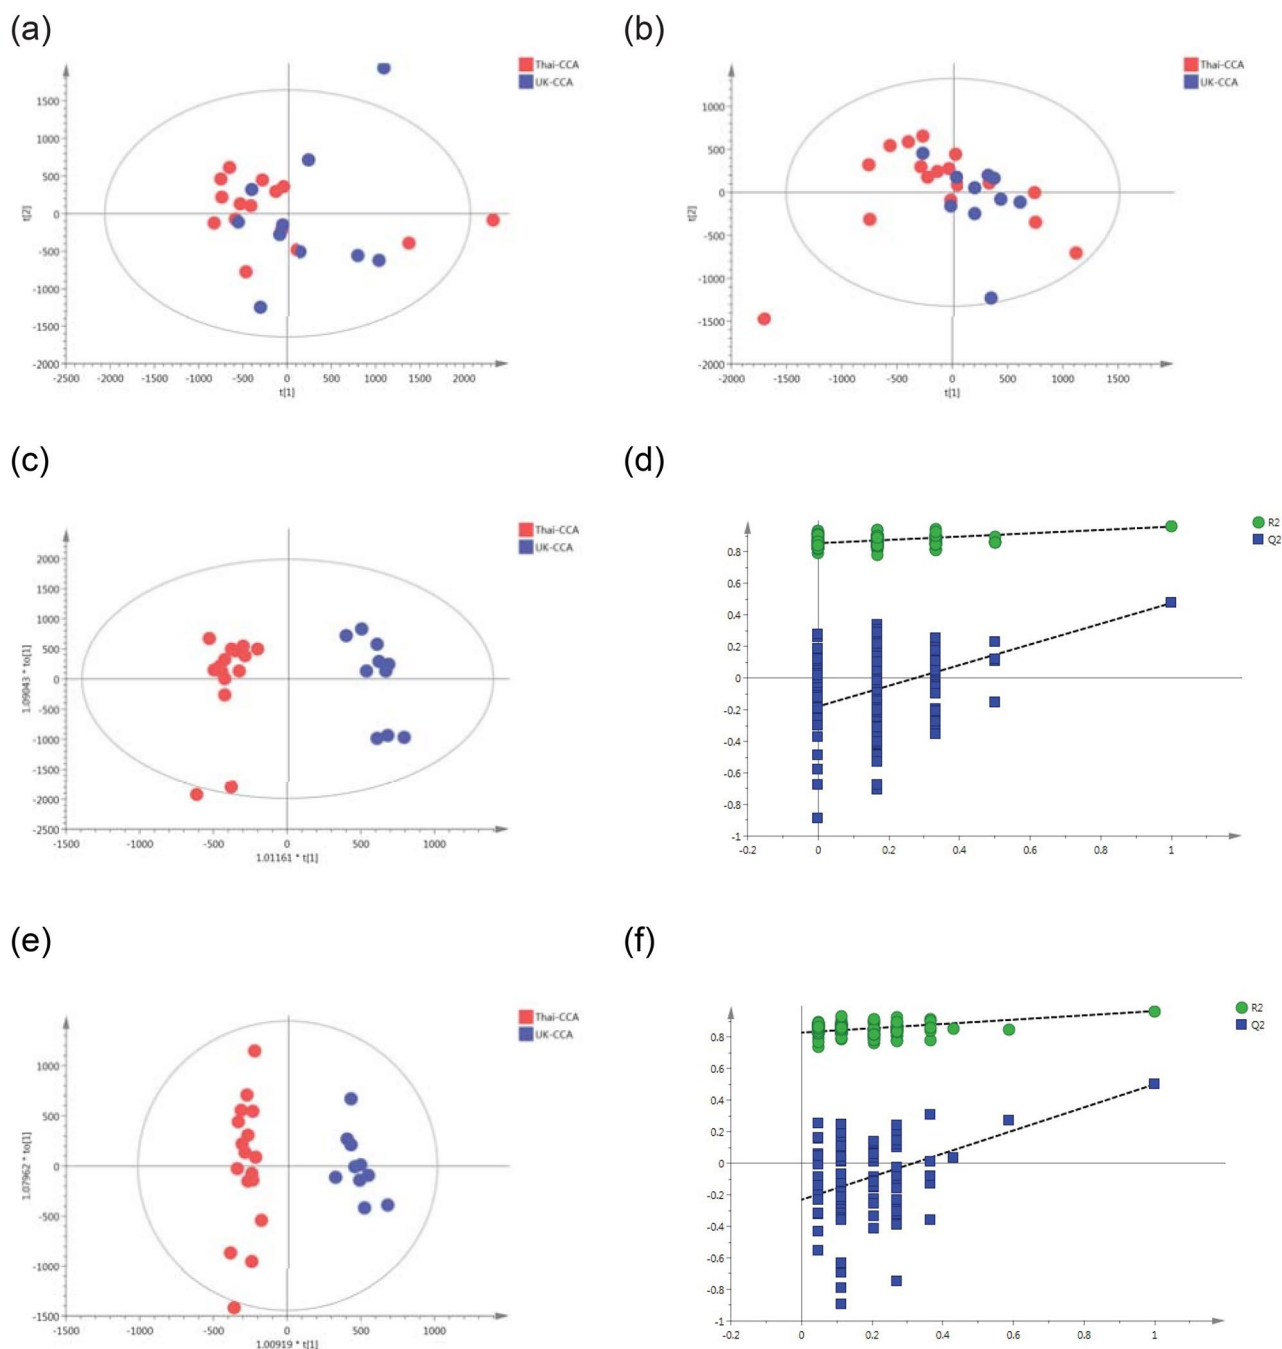 (a)
Thai-CCA
UK-CCA
1500
1000
500
0
-500
-1000
-1500
-2000
t[2]
-2500 -2000 -1500 -1000 -500 0 500 1000 1500 2000
t[1]
(b)
Thai-CCA
UK-CCA
1000
500
0
-500
-1000
-1500
-2000
t[2]
-2000 -1500 -1000 -500 0 500 1000 1500
t[1]
(c)
Thai-CCA
UK-CCA
2000
1500
1000
500
0
-500
-1000
-1500
-2000
-2500
1.09043 * to[1]
-1500 -1000 -500 0 500 1000
1.01161 * t[1]
(d)
R2
Q2
0.8
0.6
0.4
0.2
0
-0.2
-0.4
-0.6
-0.8
-1
-0.2 0 0.2 0.4 0.6 0.8 1
(e)
Thai-CCA
UK-CCA
1000
500
0
-500
-1000
-1500
1.07962 * to[1]
-1500 -1000 -500 0 500 1000
1.00919 * t[1]
(f)
R2
Q2
0.8
0.6
0.4
0.2
0
-0.2
-0.4
-0.6
-0.8
-1
-0.2 0 0.2 0.4 0.6 0.8 1